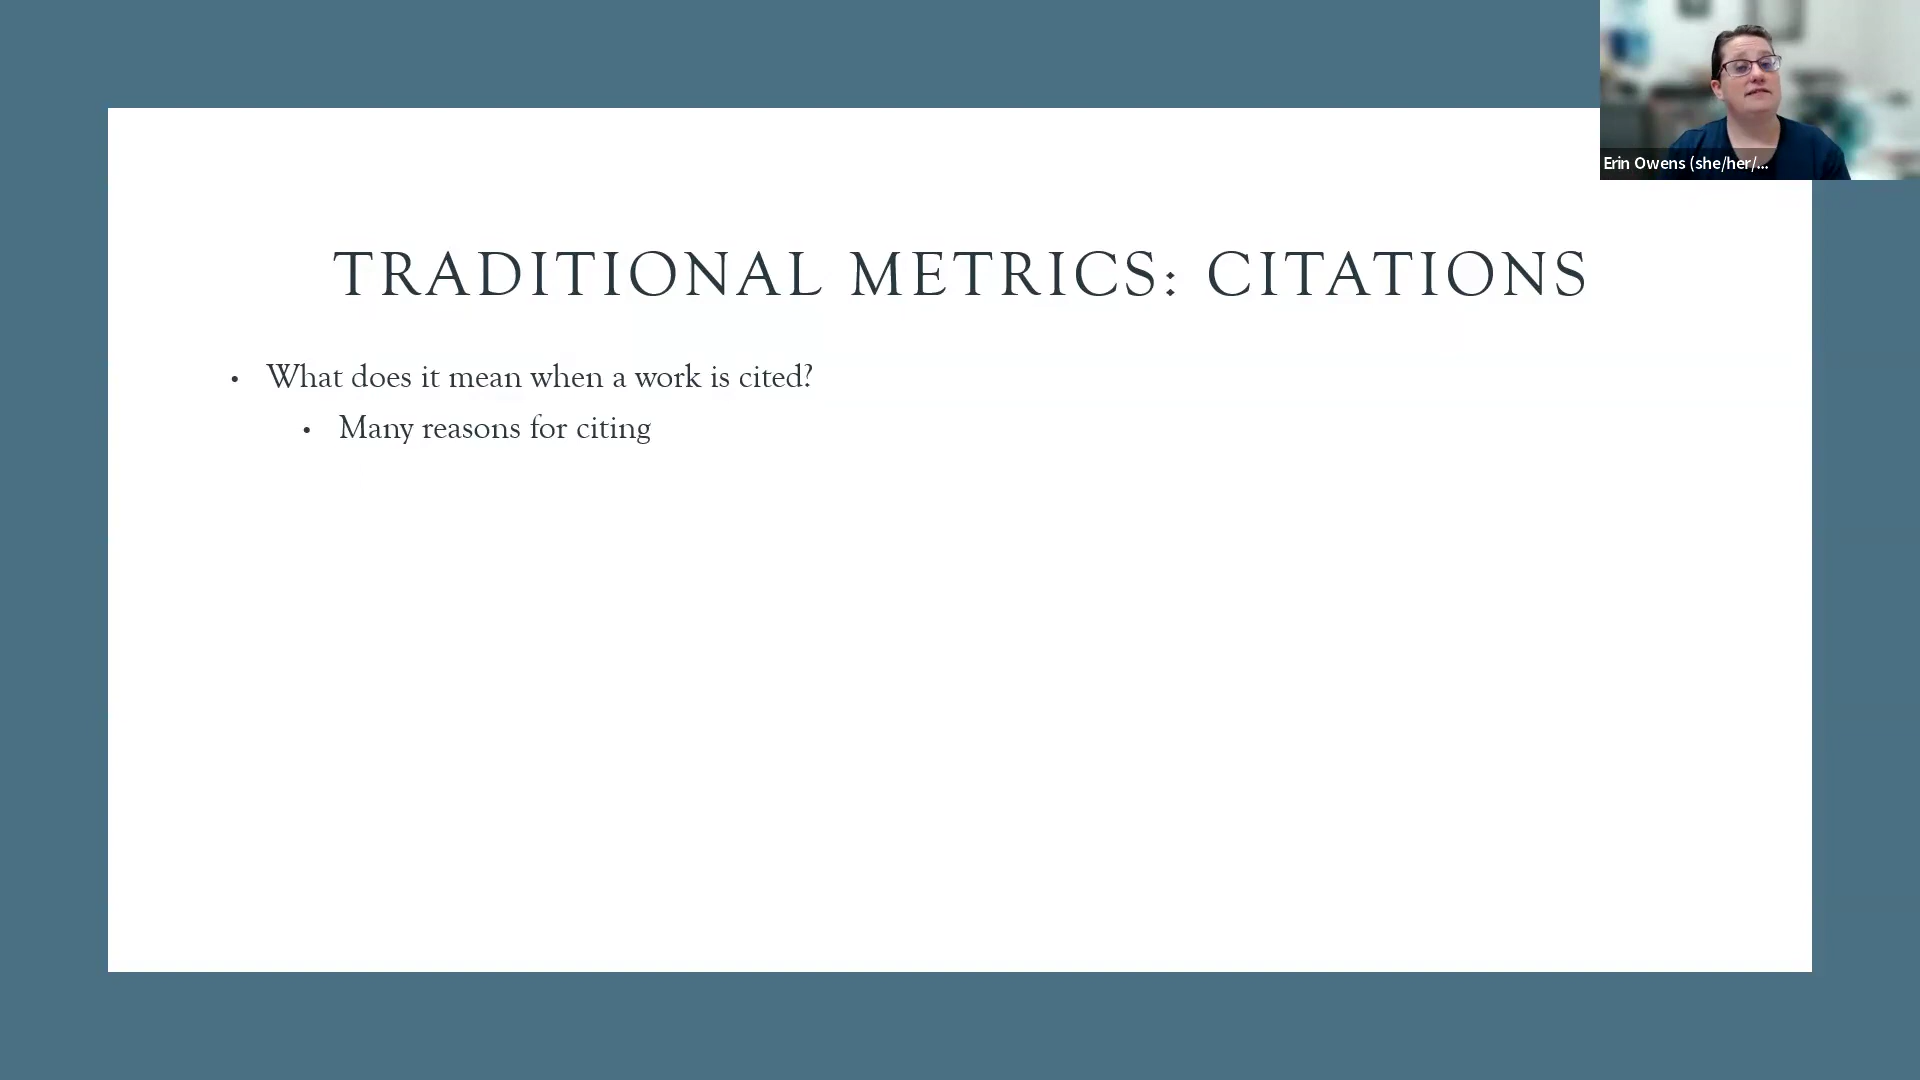 Erin Owens (she/her/...
TRADITIONAL METRICS: CITATIONS
• What does it mean when a work is cited?
• Many reasons for citing